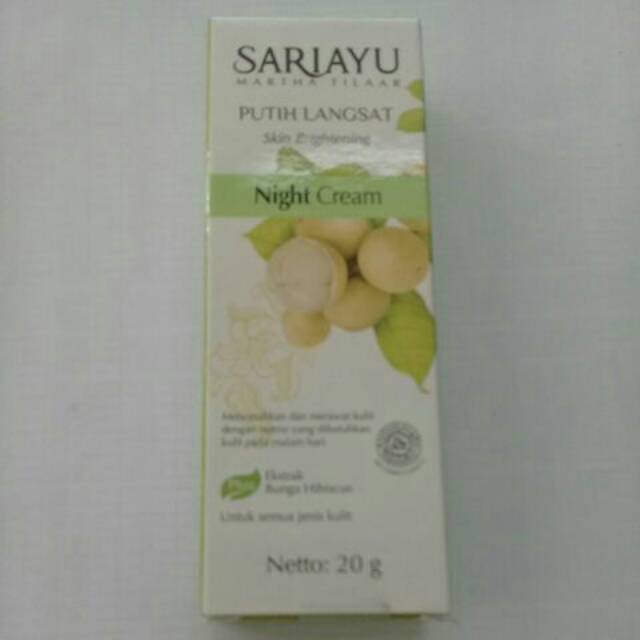 SARIAYU
MARTHA TILAAR
PUTIH LANGSAT
Skin Brightening
Night Cream
Mencerahkan dan merawat kulit
dengan nutrisi yang dibutuhkan
kulit pada malam hari
Ekstrak
Bunga Hibiscus
Untuk semua jenis kulit
Netto: 20 g